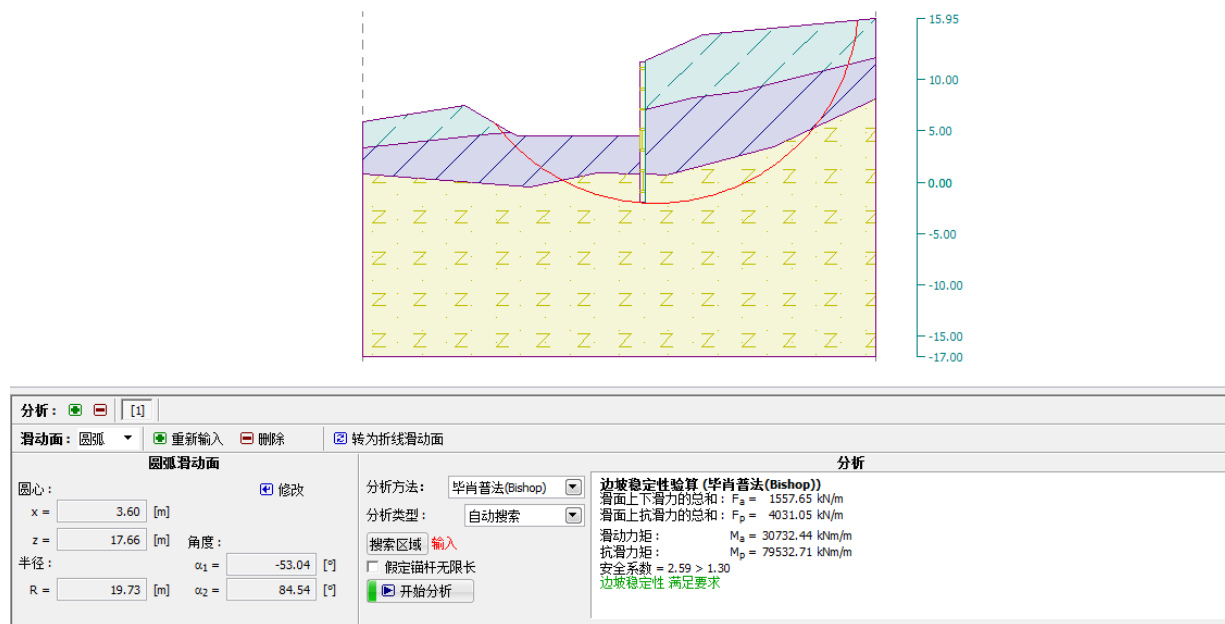 15.95
10.00
5.00
0.00
-5.00
-10.00
-15.00
-17.00
分析： [1]
滑动面： 圆弧 重新输入 删除 转为折线滑动面
圆弧滑动面
圆心： 修改
x = 3.60 [m]
z = 17.66 [m] 角度：
半径： α1 = -53.04 [°]
R = 19.73 [m] α2 = 84.54 [°]
分析方法： 毕肖普法(Bishop)
分析类型： 自动搜索
搜索区域 输入
假定锚杆无限长
开始分析
分析
边坡稳定性验算 (毕肖普法(Bishop))
滑面上下滑力的总和： Fa = 1557.65 kN/m
滑面上抗滑力的总和： Fp = 4031.05 kN/m
滑动力矩： Ma = 30732.44 kNm/m
抗滑力矩： Mp = 79532.71 kNm/m
安全系数 = 2.59 > 1.30
边坡稳定性 满足要求